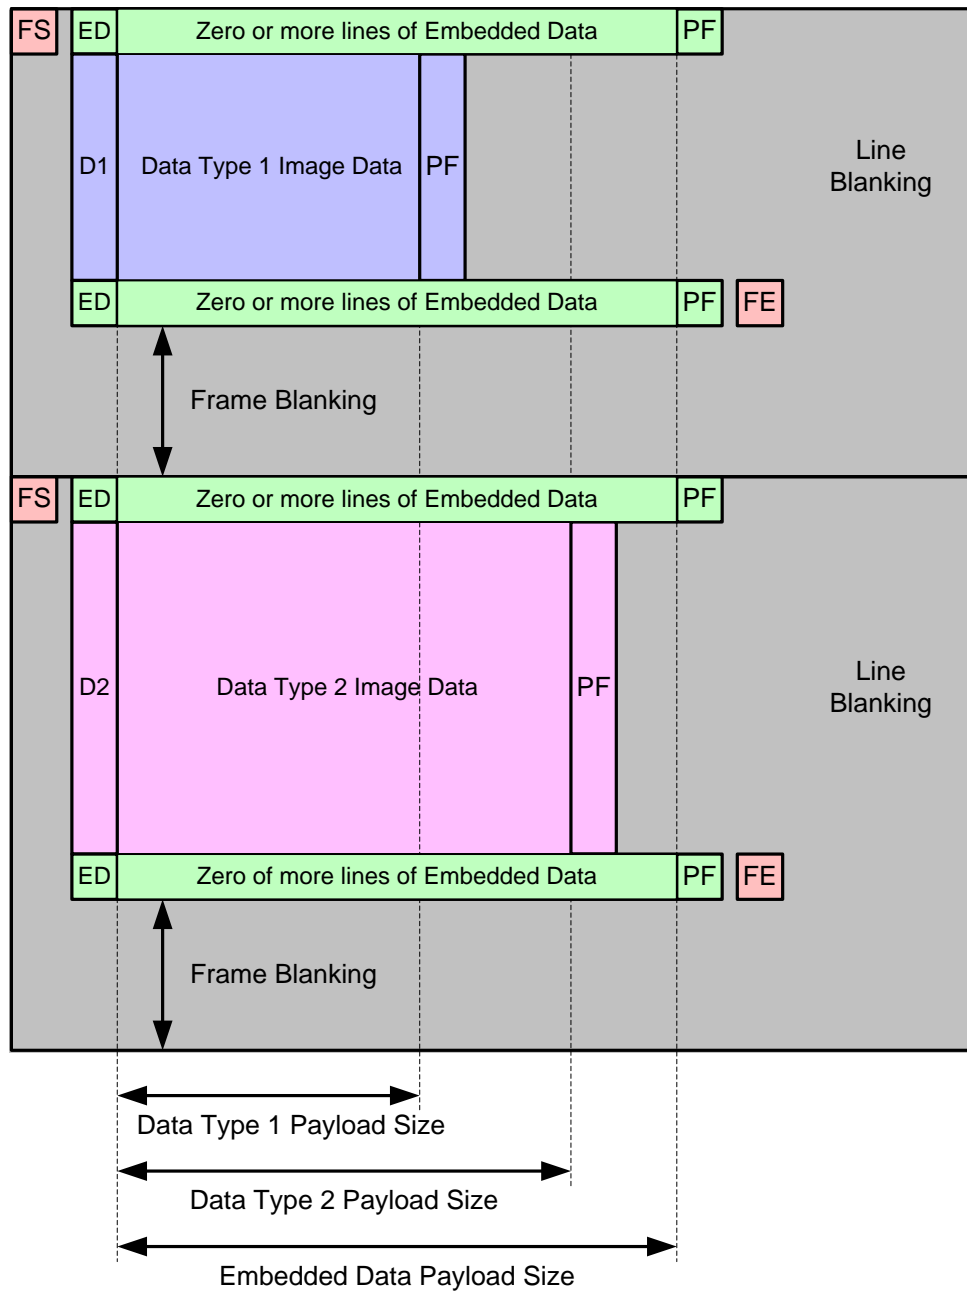 FS ED Zero or more lines of Embedded Data PF
D1 Data Type 1 Image Data PF
Line
Blanking
ED Zero or more lines of Embedded Data PF FE
Frame Blanking
FS ED Zero or more lines of Embedded Data PF
D2 Data Type 2 Image Data PF
Line
Blanking
ED Zero of more lines of Embedded Data PF FE
Frame Blanking
Data Type 1 Payload Size
Data Type 2 Payload Size
Embedded Data Payload Size